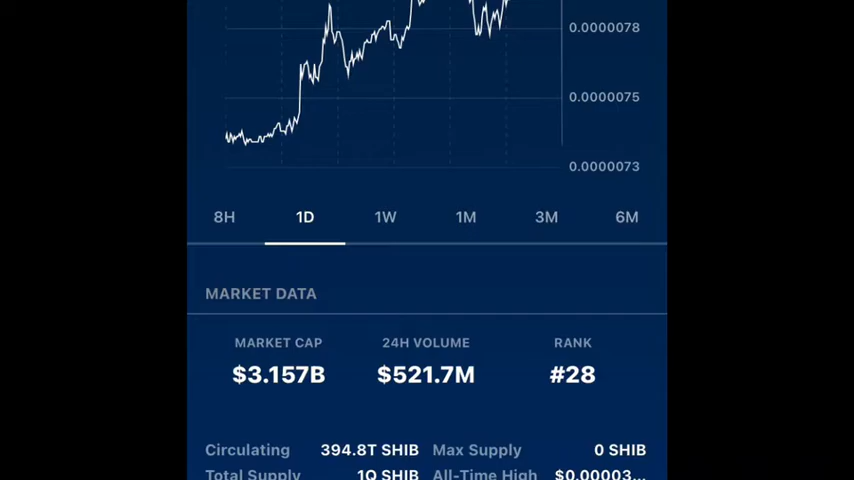 0.0000078
0.0000075
0.0000073
8H 1D 1W 1M 3M 6M
MARKET DATA
MARKET CAP 24H VOLUME RANK
$3.157B $521.7M #28
Circulating 394.8T SHIB Max Supply 0 SHIB
Total Supply 1Q SHIB All-Time High $0.00003...